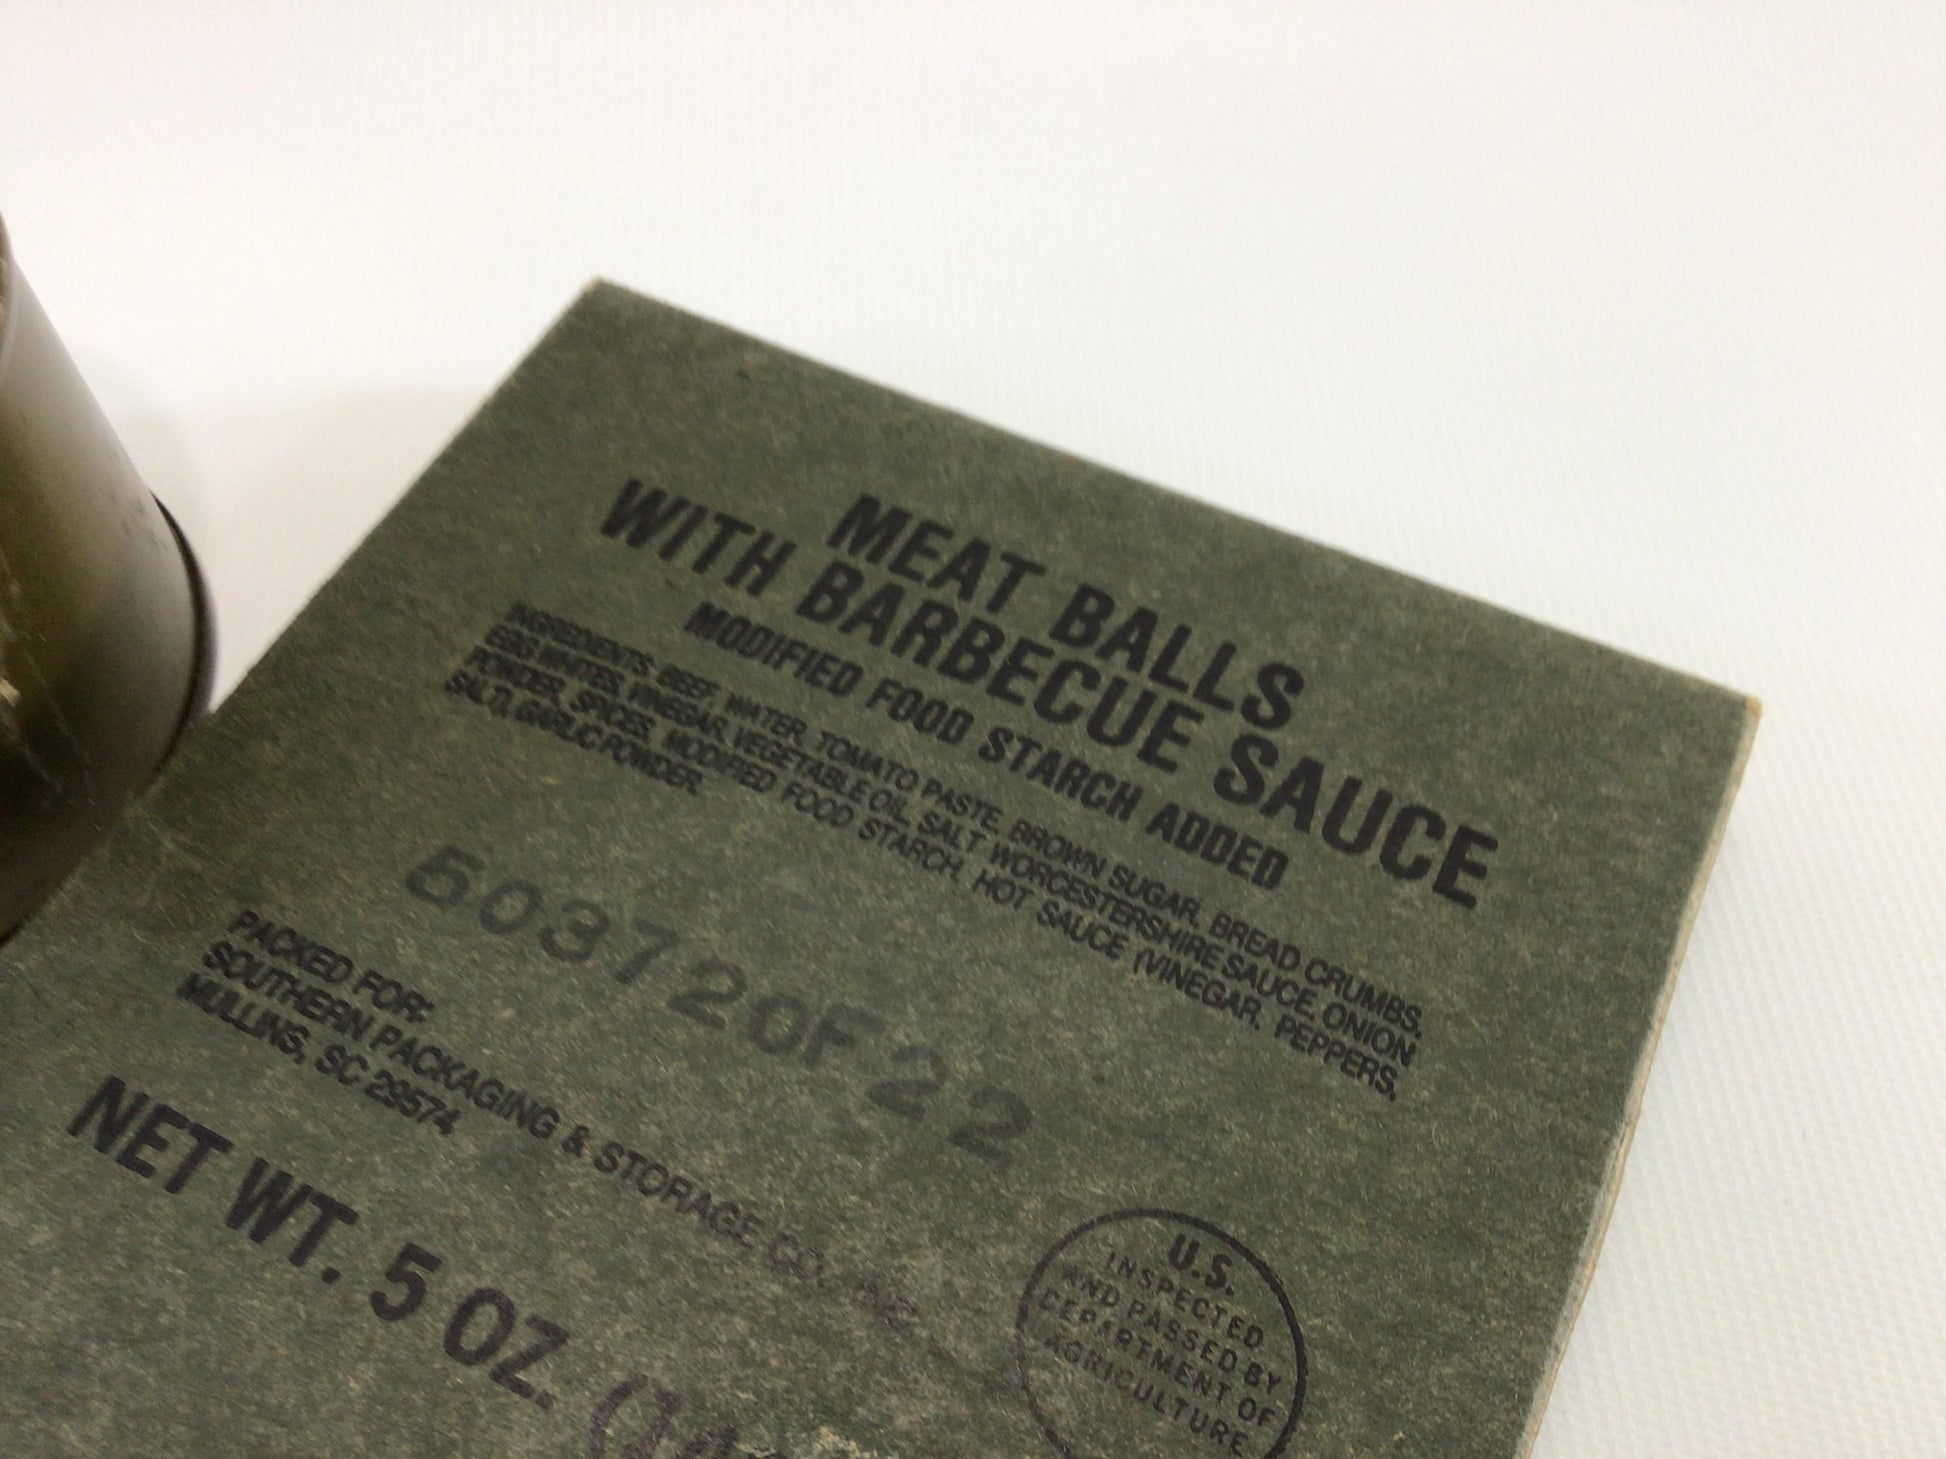 MEAT BALLS
WITH BARBECUE SAUCE
MODIFIED FOOD STARCH ADDED
INGREDIENTS: BEEF, WATER, TOMATO PASTE, BROWN SUGAR, BREAD CRUMBS,
EGG WHITES, VINEGAR, VEGETABLE OIL, SALT, WORCESTERSHIRE SAUCE, ONION
POWDER, SPICES, MODIFIED FOOD STARCH, HOT SAUCE (VINEGAR, PEPPERS,
SALT), GARLIC POWDER.
503720F22
PACKED FOR:
SOUTHERN PACKAGING & STORAGE CO., INC.
MULLINS, SC 29574
NET WT. 5 OZ. (14
U.S.
INSPECTED
AND PASSED BY
DEPARTMENT OF
AGRICULTURE